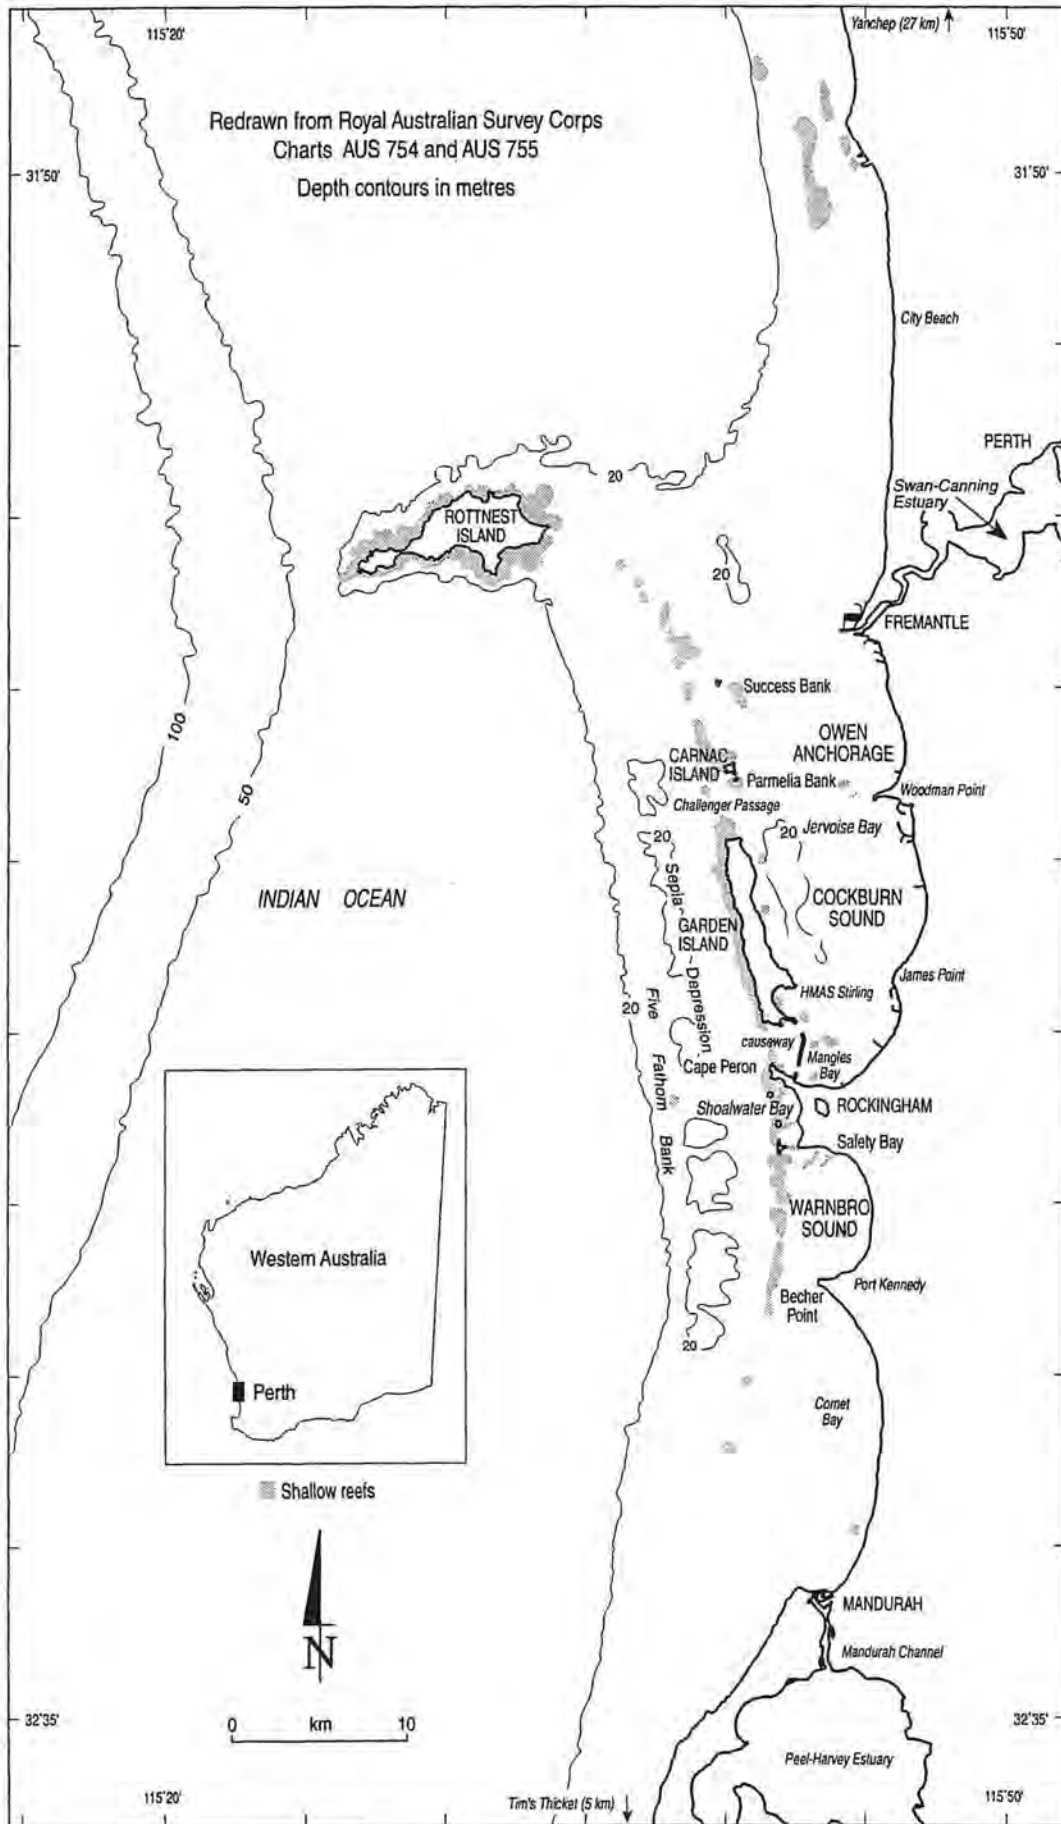 Yanchep (27 km)
115°20'
115°50'
Redrawn from Royal Australian Survey Corps
Charts AUS 754 and AUS 755
Depth contours in metres
31°50'
31°50'
City Beach
PERTH
Swan-Canning
Estuary
20
ROTTNEST
ISLAND
20
FREMANTLE
Success Bank
100
OWEN
ANCHORAGE
CARNAC
ISLAND
Parmelia Bank
Woodman Point
50
Challenger Passage
20
20
Jervoise Bay
INDIAN OCEAN
Sepia Depression
COCKBURN
SOUND
GARDEN
ISLAND
James Point
HMAS Stirling
20
Five Fathom Bank
causeway
Mangles
Bay
Cape Peron
Shoalwater Bay
ROCKINGHAM
Safety Bay
WARNBRO
SOUND
Western Australia
Port Kennedy
Becher
Point
20
Perth
Comet
Bay
Shallow reefs
MANDURAH
N
Mandurah Channel
0 km 10
32°35'
32°35'
Peel-Harvey Estuary
115°20'
Tim's Thicket (5 km)
115°50'